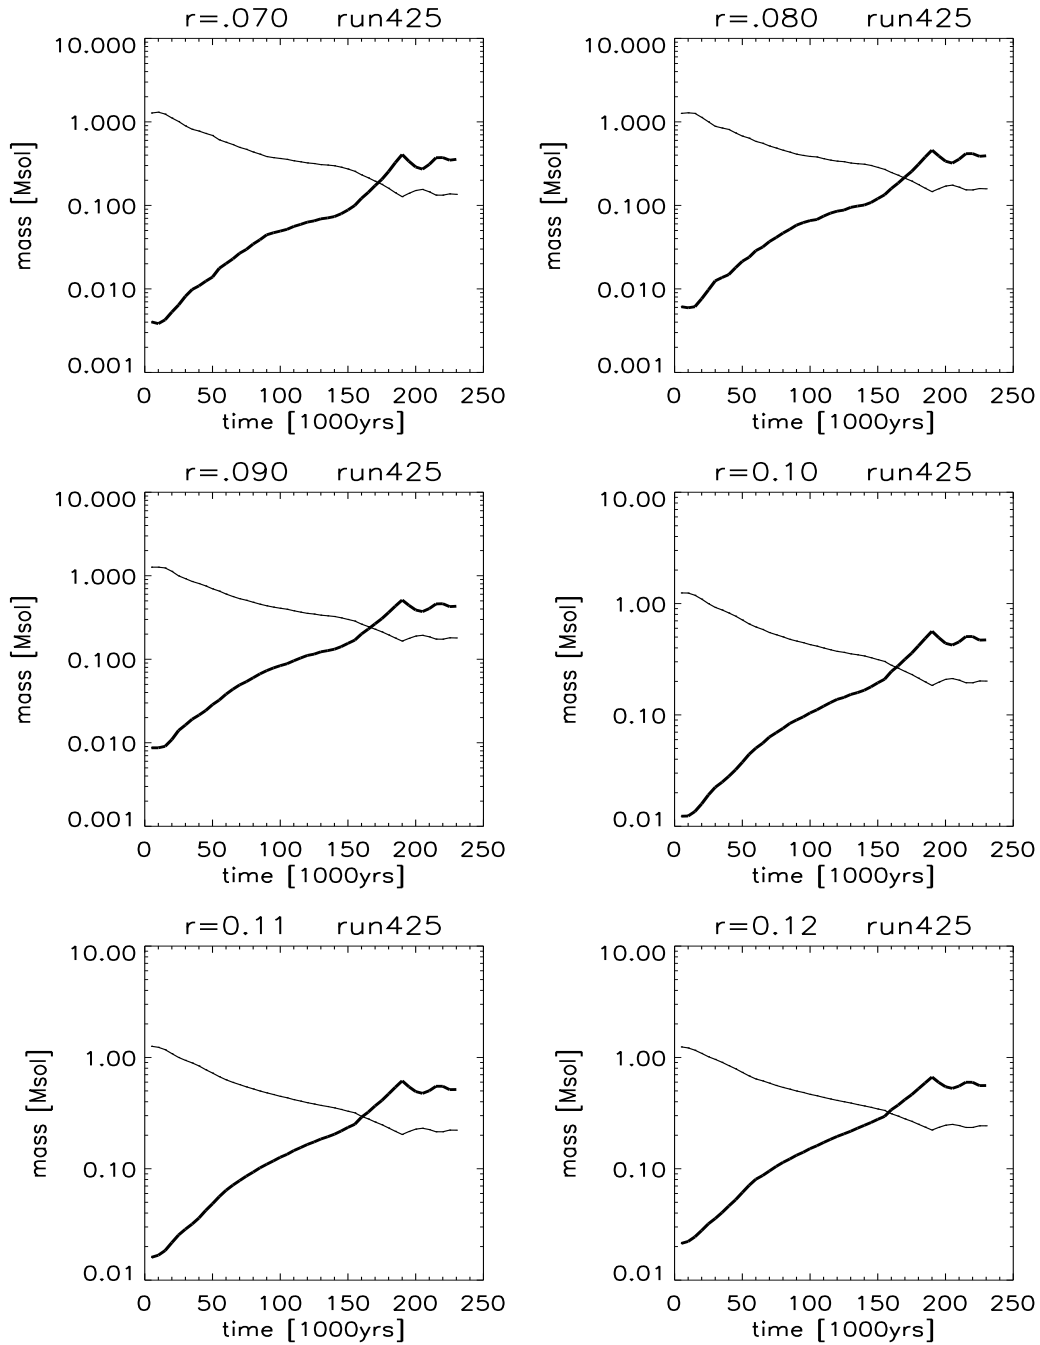 r=.070 run425
10.000
1.000
0.100
0.010
0.001
mass [Msol]
0 50 100 150 200 250
time [1000yrs]
r=.080 run425
10.000
1.000
0.100
0.010
0.001
mass [Msol]
0 50 100 150 200 250
time [1000yrs]
r=.090 run425
10.000
1.000
0.100
0.010
0.001
mass [Msol]
0 50 100 150 200 250
time [1000yrs]
r=0.10 run425
10.00
1.00
0.10
0.01
mass [Msol]
0 50 100 150 200 250
time [1000yrs]
r=0.11 run425
10.00
1.00
0.10
0.01
mass [Msol]
0 50 100 150 200 250
time [1000yrs]
r=0.12 run425
10.00
1.00
0.10
0.01
mass [Msol]
0 50 100 150 200 250
time [1000yrs]